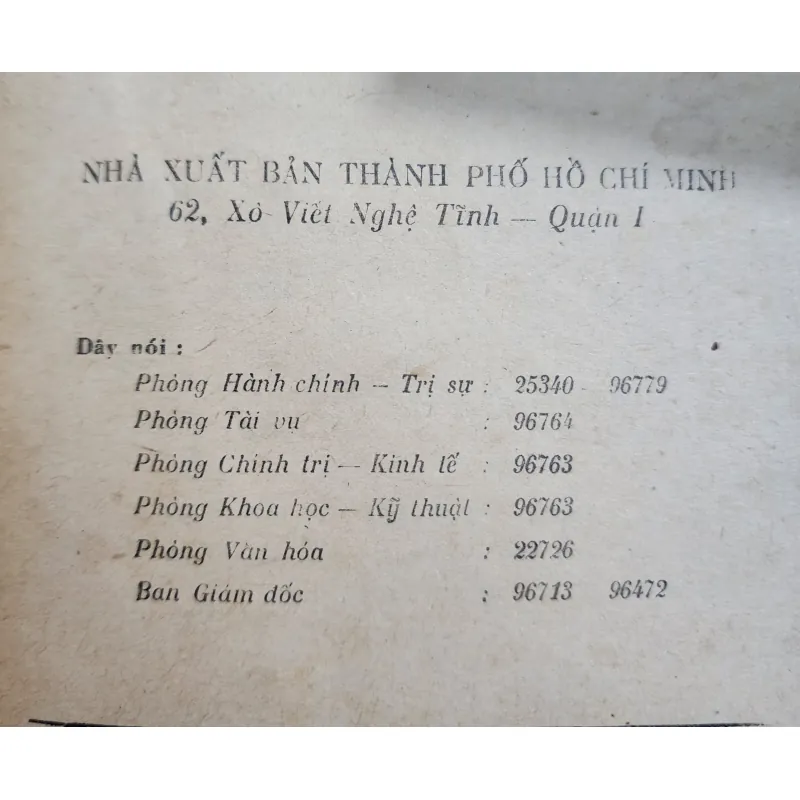 NHÀ XUẤT BẢN THÀNH PHỐ HỒ CHÍ MINH
62, Xô Viết Nghệ Tĩnh — Quận I
Dây nói :
Phòng Hành chính — Trị sự : 25340 - 96779
Phòng Tài vụ : 96764
Phòng Chính trị — Kinh tế : 96763
Phòng Khoa học — Kỹ thuật : 96763
Phòng Văn hóa : 22726
Ban Giám đốc : 96713 96472